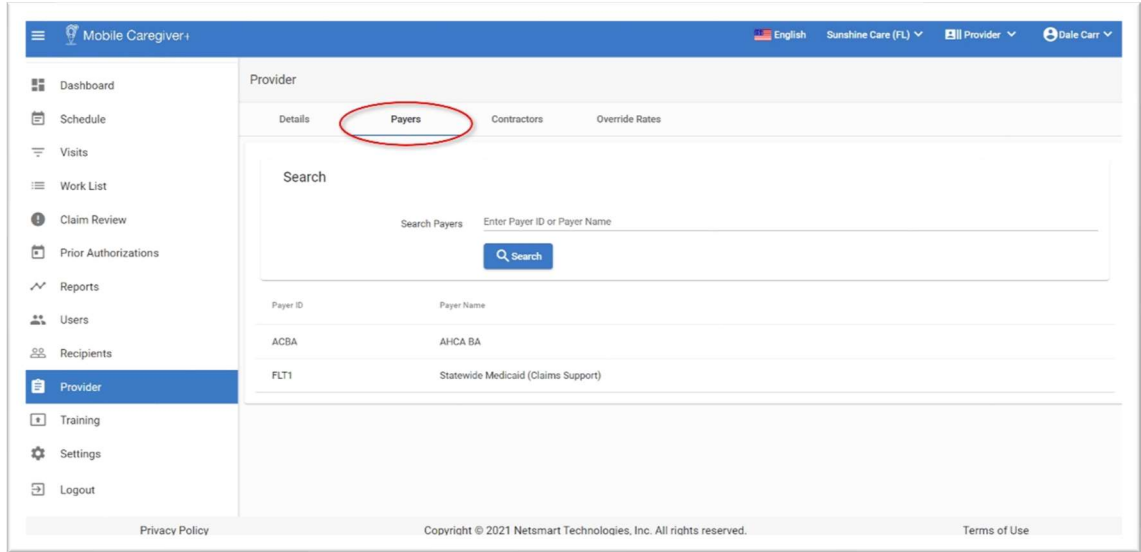 Mobile Caregiver+
English Sunshine Care (FL) Provider Dale Carr
Dashboard
Schedule
Visits
Work List
Claim Review
Prior Authorizations
Reports
Users
Recipients
Provider
Training
Settings
Logout
Provider
Details Payers Contractors Override Rates
Search
Search Payers Enter Payer ID or Payer Name
Search
Payer ID Payer Name
ACBA AHCA BA
FLT1 Statewide Medicaid (Claims Support)
Privacy Policy Copyright © 2021 Netsmart Technologies, Inc. All rights reserved. Terms of Use